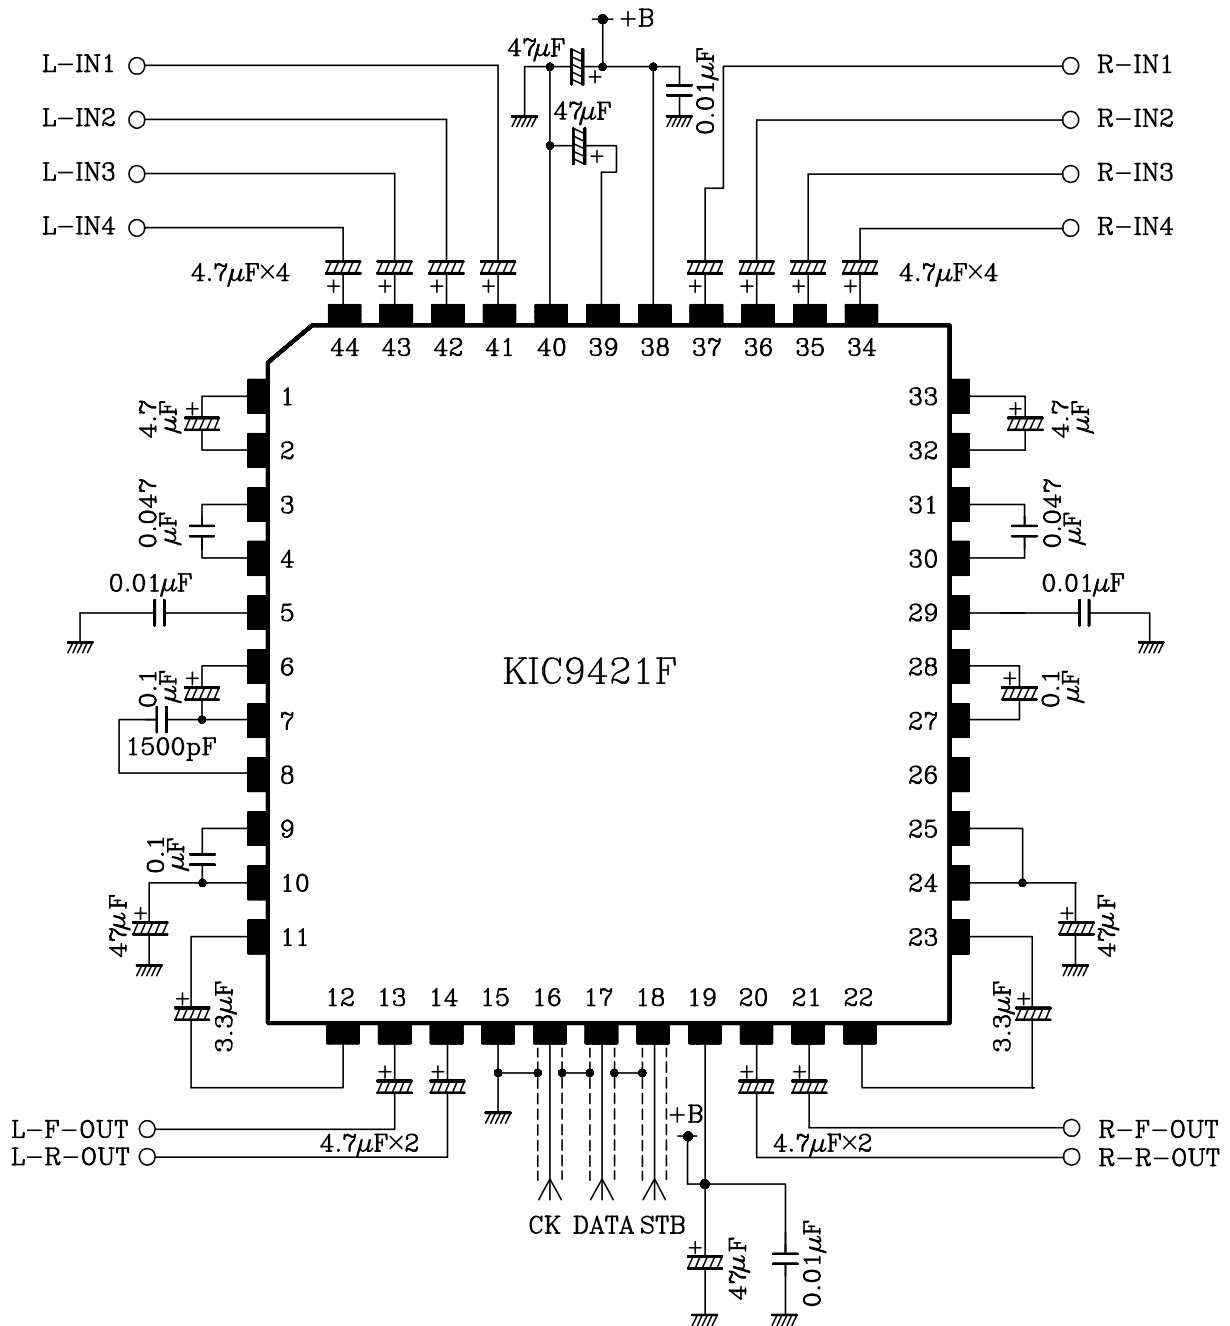 +B
47μF
L-IN1
R-IN1
0.01μF
47μF
L-IN2
R-IN2
L-IN3
R-IN3
L-IN4
R-IN4
4.7μF×4
4.7μF×4
44 43 42 41 40 39 38 37 36 35 34
1
33
4.7
μF
4.7
μF
2
32
3
31
0.047
μF
0.047
μF
4
30
0.01μF
0.01μF
5
29
6
28
KIC9421F
0.1
μF
0.1
μF
7
27
1500pF
8
26
9
25
0.1
μF
10
24
47μF
47μF
11
23
12 13 14 15 16 17 18 19 20 21 22
3.3μF
3.3μF
+B
L-F-OUT
R-F-OUT
4.7μF×2
4.7μF×2
L-R-OUT
R-R-OUT
CK DATA STB
47μF
0.01μF